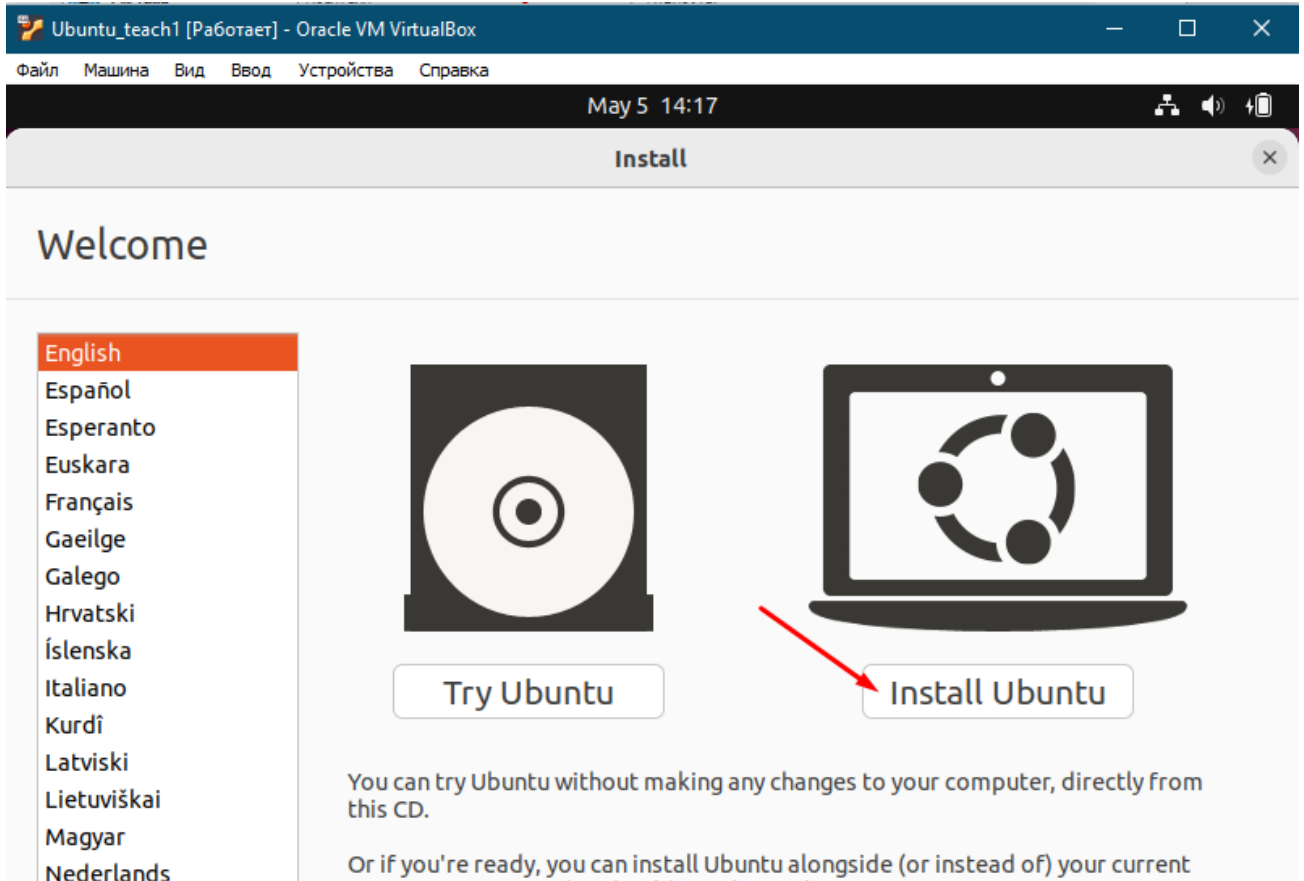 Ubuntu_teach1 [Работает] - Oracle VM VirtualBox
Файл Машина Вид Ввод Устройства Справка
May 5 14:17
Install
Welcome
English
Español
Esperanto
Euskara
Français
Gaeilge
Galego
Hrvatski
Íslenska
Italiano
Kurdî
Latviski
Lietuviškai
Magyar
Nederlands
Try Ubuntu
Install Ubuntu
You can try Ubuntu without making any changes to your computer, directly from
this CD.
Or if you're ready, you can install Ubuntu alongside (or instead of) your current